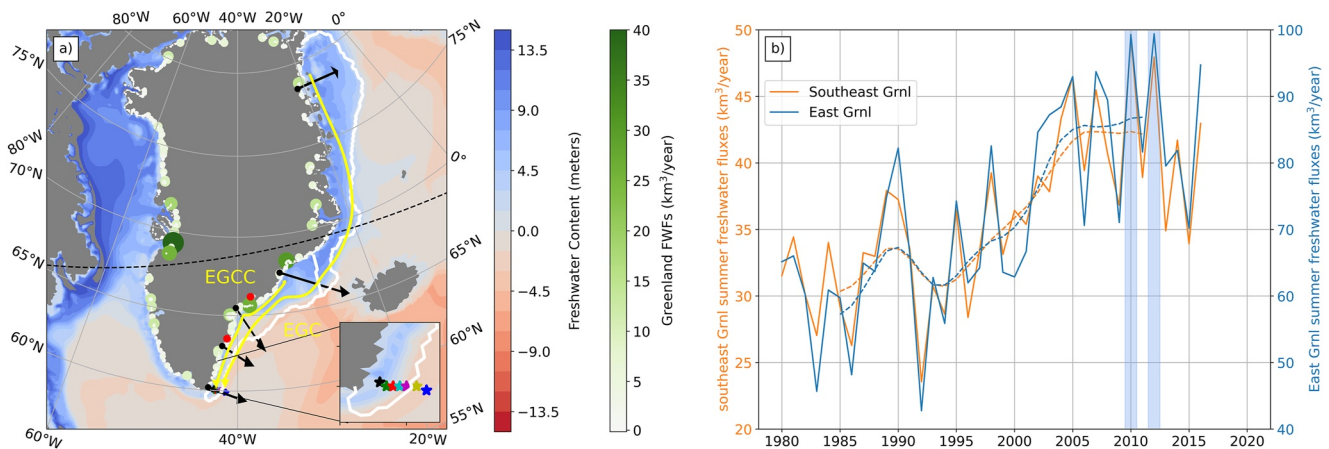 80°W 60°W 40°W 20°W 0°
75°N
a)
75°N
80°W
70°N
65°N
60°N
60°W
40°W
20°W
0°
65°N
60°N
55°N
EGCC
EGC
13.5
9.0
4.5
0.0
−4.5
−9.0
−13.5
Freshwater Content (meters)
40
35
30
25
20
15
10
5
0
Greenland FWFs (km³/year)
b)
Southeast Grnl
East Grnl
50
45
40
35
30
25
20
southeast Grnl summer freshwater fluxes (km³/year)
100
90
80
70
60
50
40
East Grnl summer freshwater fluxes (km³/year)
1980 1985 1990 1995 2000 2005 2010 2015 2020